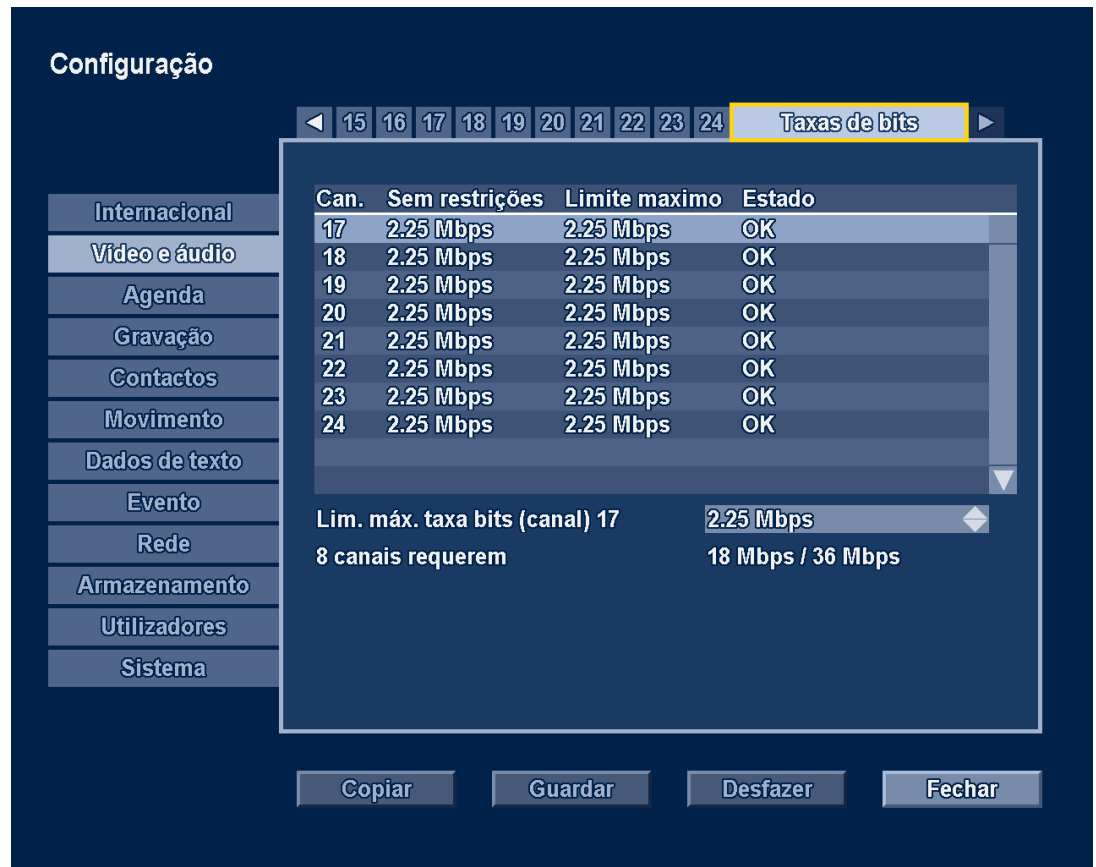 Configuração
15 16 17 18 19 20 21 22 23 24 Taxas de bits
Internacional
Vídeo e áudio
Agenda
Gravação
Contactos
Movimento
Dados de texto
Evento
Rede
Armazenamento
Utilizadores
Sistema
Can. Sem restrições Limite maximo Estado
17 2.25 Mbps 2.25 Mbps OK
18 2.25 Mbps 2.25 Mbps OK
19 2.25 Mbps 2.25 Mbps OK
20 2.25 Mbps 2.25 Mbps OK
21 2.25 Mbps 2.25 Mbps OK
22 2.25 Mbps 2.25 Mbps OK
23 2.25 Mbps 2.25 Mbps OK
24 2.25 Mbps 2.25 Mbps OK
Lim. máx. taxa bits (canal) 17 2.25 Mbps
8 canais requerem 18 Mbps / 36 Mbps
Copiar Guardar Desfazer Fechar